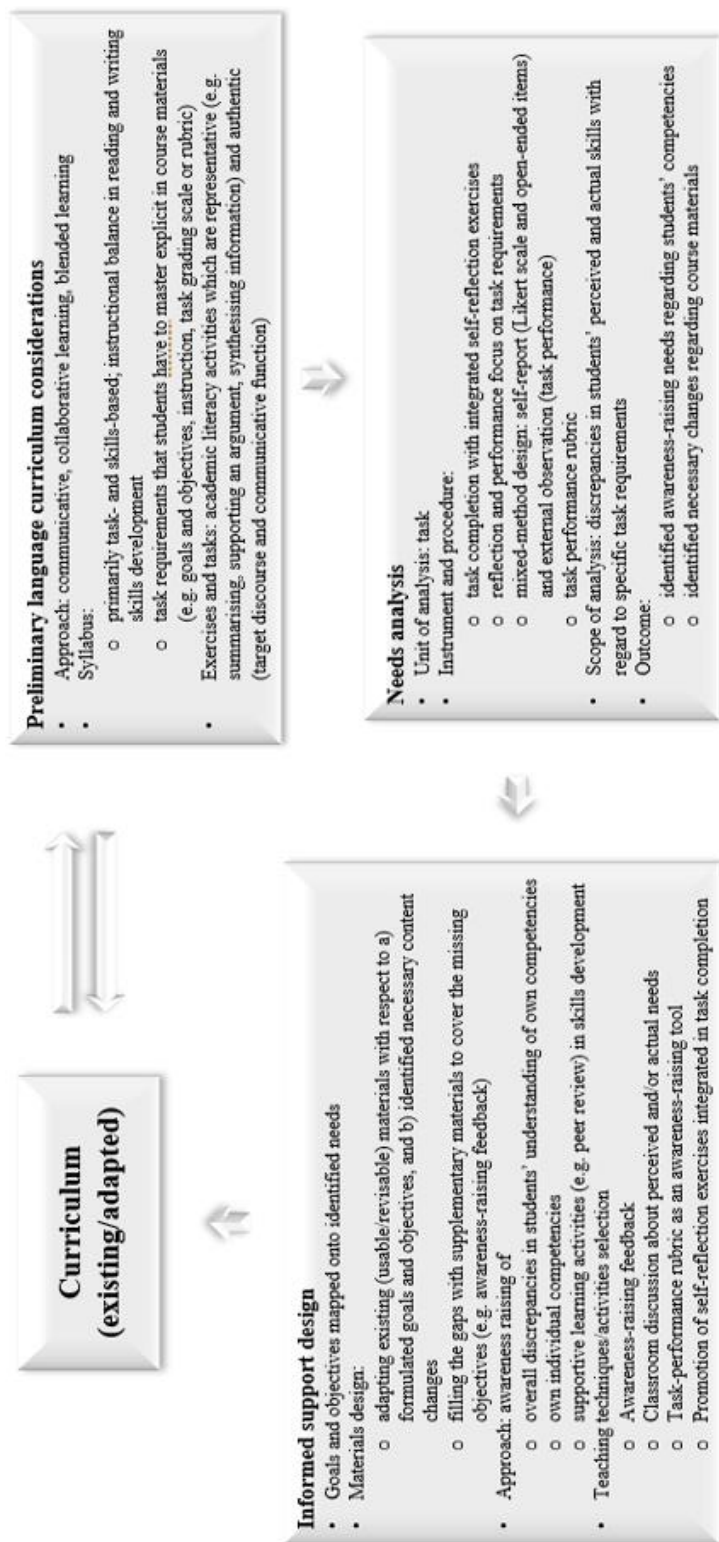 Curriculum
(existing/adapted)
Preliminary language curriculum considerations
• Approach: communicative, collaborative learning, blended learning
• Syllabus:
o primarily task- and skills-based; instructional balance in reading and writing
skills development
o task requirements that students have to master explicit in course materials
(e.g. goals and objectives, instruction, task grading scale or rubric)
• Exercises and tasks: academic literacy activities which are representative (e.g.
summarising, supporting an argument, synthesising information) and authentic
(target discourse and communicative function)
Needs analysis
• Unit of analysis: task
• Instrument and procedure:
o task completion with integrated self-reflection exercises
o reflection and performance focus on task requirements
o mixed-method design: self-report (Likert scale and open-ended items)
and external observation (task performance)
o task performance rubric
• Scope of analysis: discrepancies in students' perceived and actual skills with
regard to specific task requirements
• Outcome:
o identified awareness-raising needs regarding students' competencies
o identified necessary changes regarding course materials
Informed support design
• Goals and objectives mapped onto identified needs
• Materials design:
o adapting existing (usable/revisable) materials with respect to a)
formulated goals and objectives, and b) identified necessary content
changes
o filling the gaps with supplementary materials to cover the missing
objectives (e.g. awareness-raising feedback)
• Approach: awareness raising of
o overall discrepancies in students' understanding of own competencies
o own individual competencies
o supportive learning activities (e.g. peer review) in skills development
• Teaching techniques/activities selection
o Awareness-raising feedback
o Classroom discussion about perceived and/or actual needs
o Task-performance rubric as an awareness-raising tool
o Promotion of self-reflection exercises integrated in task completion